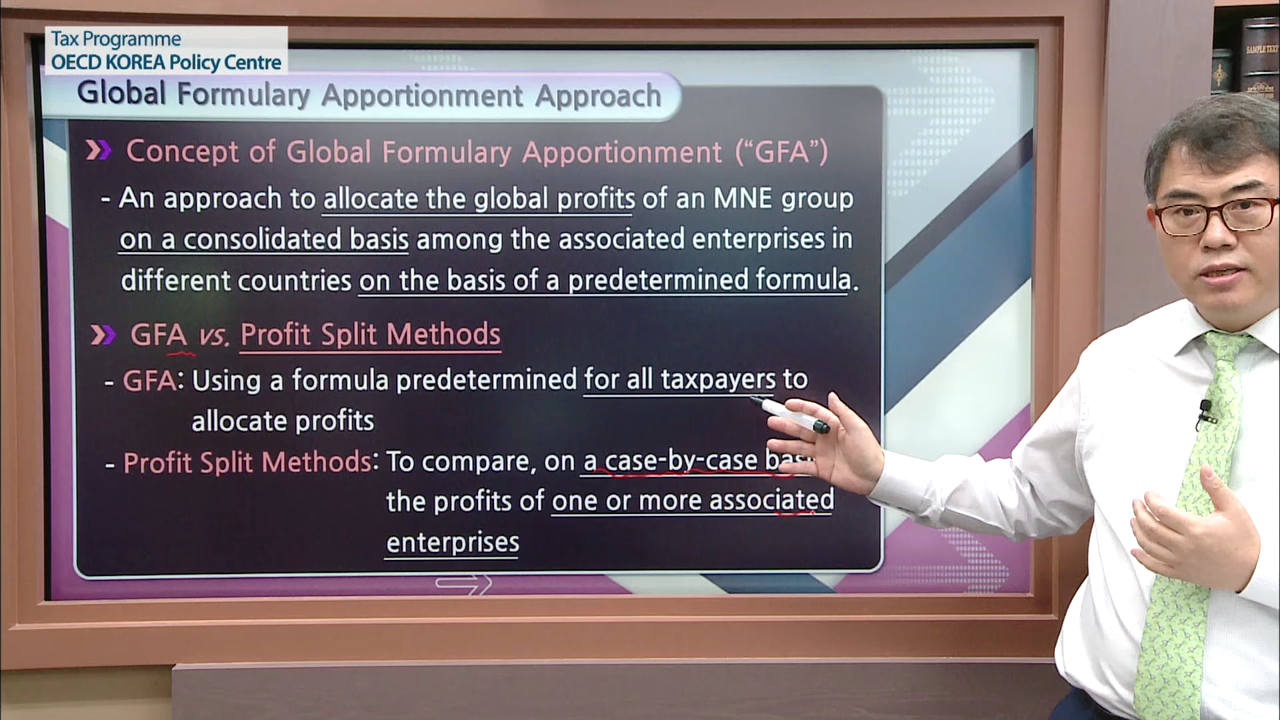 Tax Programme
OECD KOREA Policy Centre
Global Formulary Apportionment Approach
Concept of Global Formulary Apportionment (“GFA”)
- An approach to allocate the global profits of an MNE group
on a consolidated basis among the associated enterprises in
different countries on the basis of a predetermined formula.
GFA vs. Profit Split Methods
- GFA: Using a formula predetermined for all taxpayers to
allocate profits
- Profit Split Methods: To compare, on a case-by-case
the profits of one or more associated
enterprises
SAMPLE TEXT